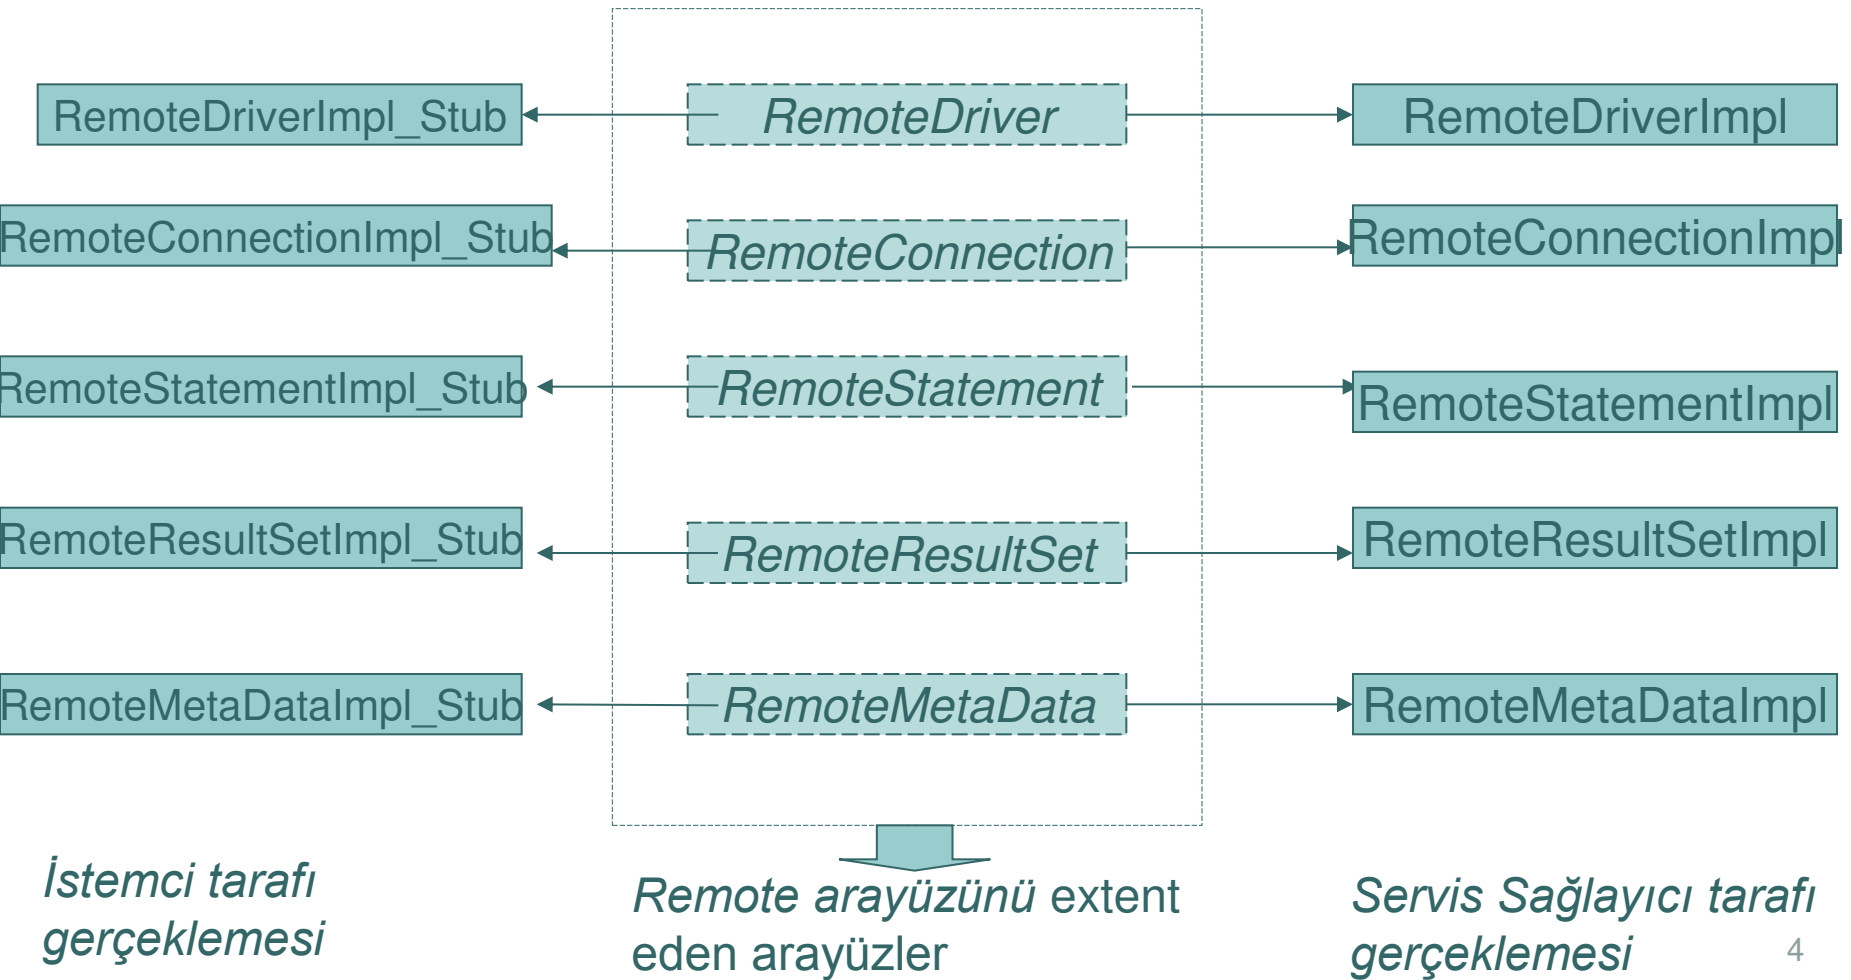 RemoteDriverImpl_Stub
RemoteDriver
RemoteDriverImpl
RemoteConnectionImpl_Stub
RemoteConnection
RemoteConnectionImpl
RemoteStatementImpl_Stub
RemoteStatement
RemoteStatementImpl
RemoteResultSetImpl_Stub
RemoteResultSet
RemoteResultSetImpl
RemoteMetaDataImpl_Stub
RemoteMetaData
RemoteMetaDataImpl
İstemci tarafı
gerçeklemesi
Remote arayüzünü extent
eden arayüzler
Servis Sağlayıcı tarafı
gerçeklemesi
4